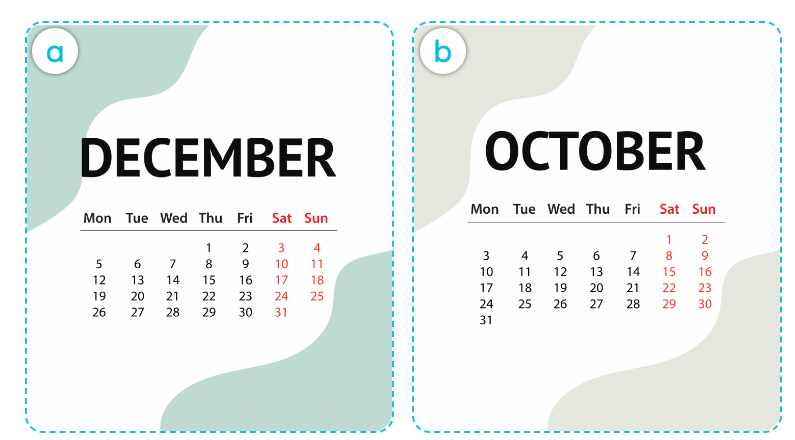 a
DECEMBER
Mon Tue Wed Thu Fri Sat Sun
1 2 3 4
5 6 7 8 9 10 11
12 13 14 15 16 17 18
19 20 21 22 23 24 25
26 27 28 29 30 31
b
OCTOBER
Mon Tue Wed Thu Fri Sat Sun
1 2
3 4 5 6 7 8 9
10 11 12 13 14 15 16
17 18 19 20 21 22 23
24 25 26 27 28 29 30
31